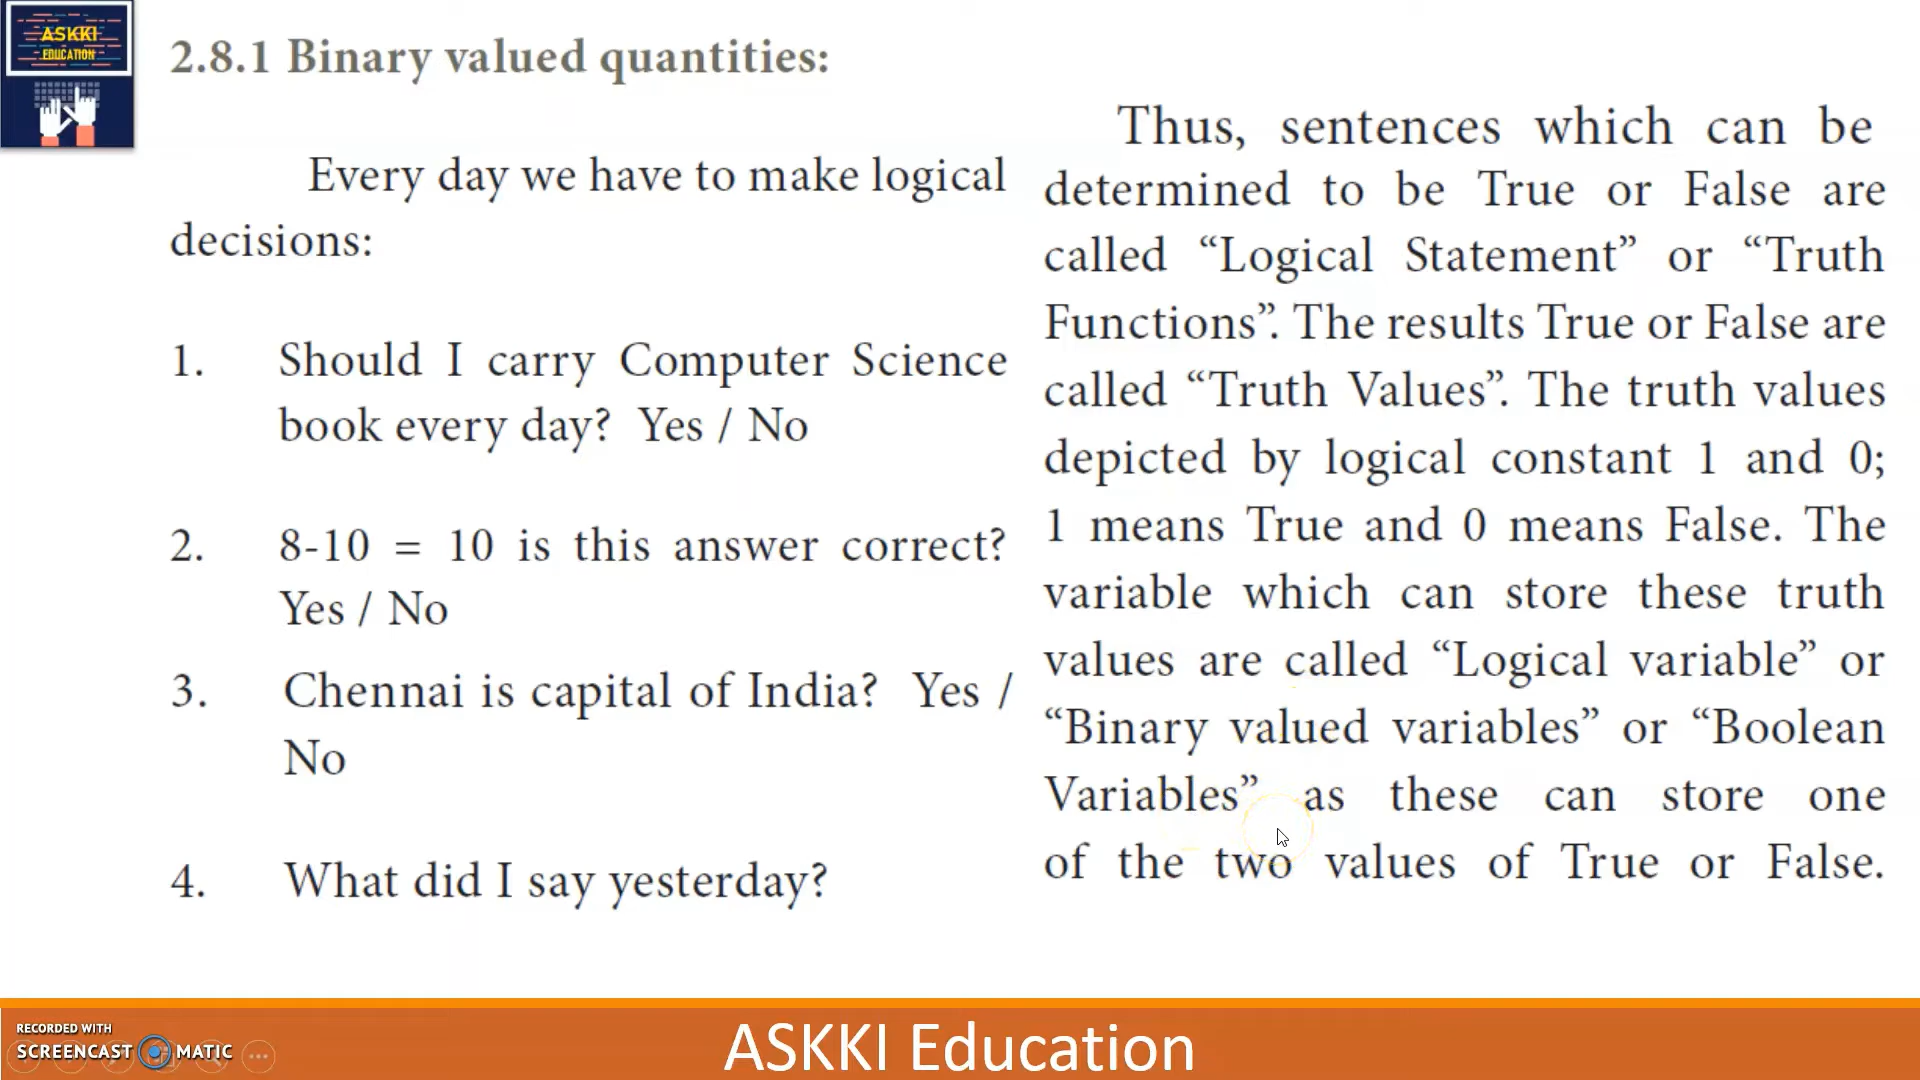 ASKKI
EDUCATION
2.8.1 Binary valued quantities:
Every day we have to make logical
decisions:
1. Should I carry Computer Science
book every day? Yes / No
2. 8-10 = 10 is this answer correct?
Yes / No
3. Chennai is capital of India? Yes /
No
4. What did I say yesterday?
Thus, sentences which can be
determined to be True or False are
called “Logical Statement” or “Truth
Functions”. The results True or False are
called “Truth Values”. The truth values
depicted by logical constant 1 and 0;
1 means True and 0 means False. The
variable which can store these truth
values are called “Logical variable” or
“Binary valued variables” or “Boolean
Variables” as these can store one
of the two values of True or False.
RECORDED WITH
SCREENCAST MATIC
ASKKI Education